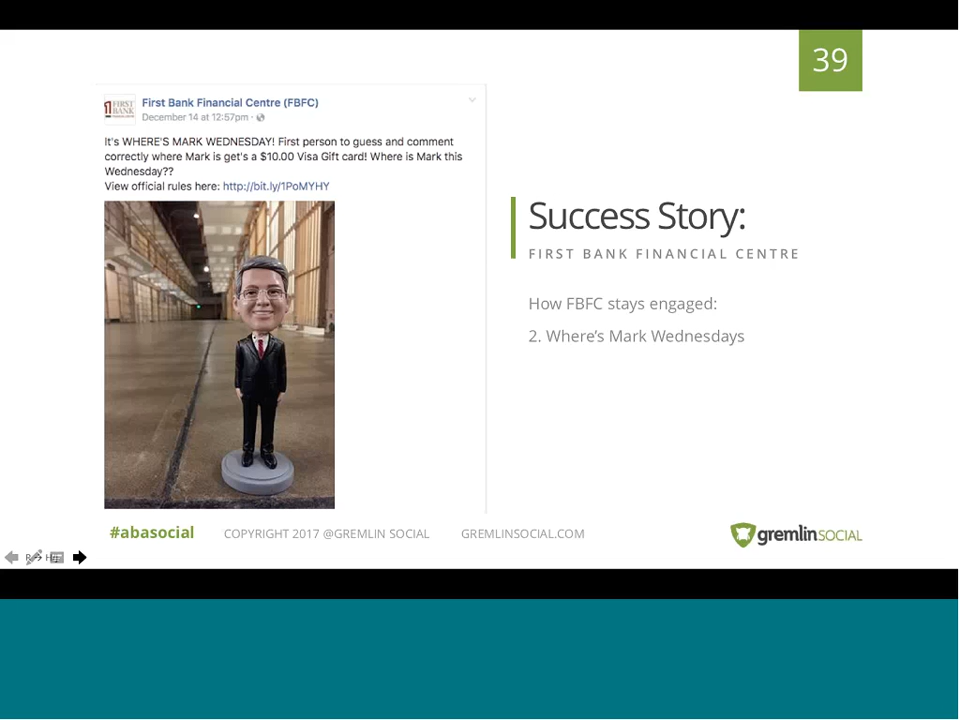 39
First Bank Financial Centre (FBFC)
December 14 at 12:57pm ·
It's WHERE'S MARK WEDNESDAY! First person to guess and comment
correctly where Mark is get's a $10.00 Visa Gift card! Where is Mark this
Wednesday??
View official rules here: http://bit.ly/1PoMYHY
FIRST
BANK
Success Story:
FIRST BANK FINANCIAL CENTRE
How FBFC stays engaged:
2. Where's Mark Wednesdays
#abasocial COPYRIGHT 2017 @GREMLIN SOCIAL GREMLINSOCIAL.COM
gremlinSOCIAL